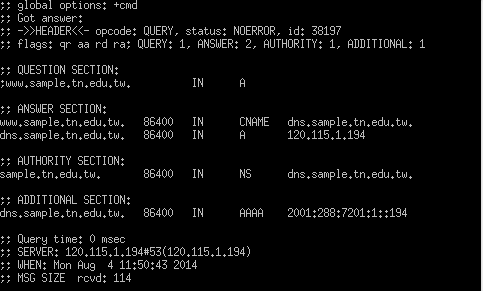 ;; global options: +cmd
;; Got answer:
;; ->>HEADER<<- opcode: QUERY, status: NOERROR, id: 38197
;; flags: qr aa rd ra; QUERY: 1, ANSWER: 2, AUTHORITY: 1, ADDITIONAL: 1
;; QUESTION SECTION:
;www.sample.tn.edu.tw. IN A
;; ANSWER SECTION:
www.sample.tn.edu.tw. 86400 IN CNAME dns.sample.tn.edu.tw.
dns.sample.tn.edu.tw. 86400 IN A 120.115.1.194
;; AUTHORITY SECTION:
sample.tn.edu.tw. 86400 IN NS dns.sample.tn.edu.tw.
;; ADDITIONAL SECTION:
dns.sample.tn.edu.tw. 86400 IN AAAA 2001:288:7201:1::194
;; Query time: 0 msec
;; SERVER: 120.115.1.194#53(120.115.1.194)
;; WHEN: Mon Aug  4 11:50:43 2014
;; MSG SIZE  rcvd: 114